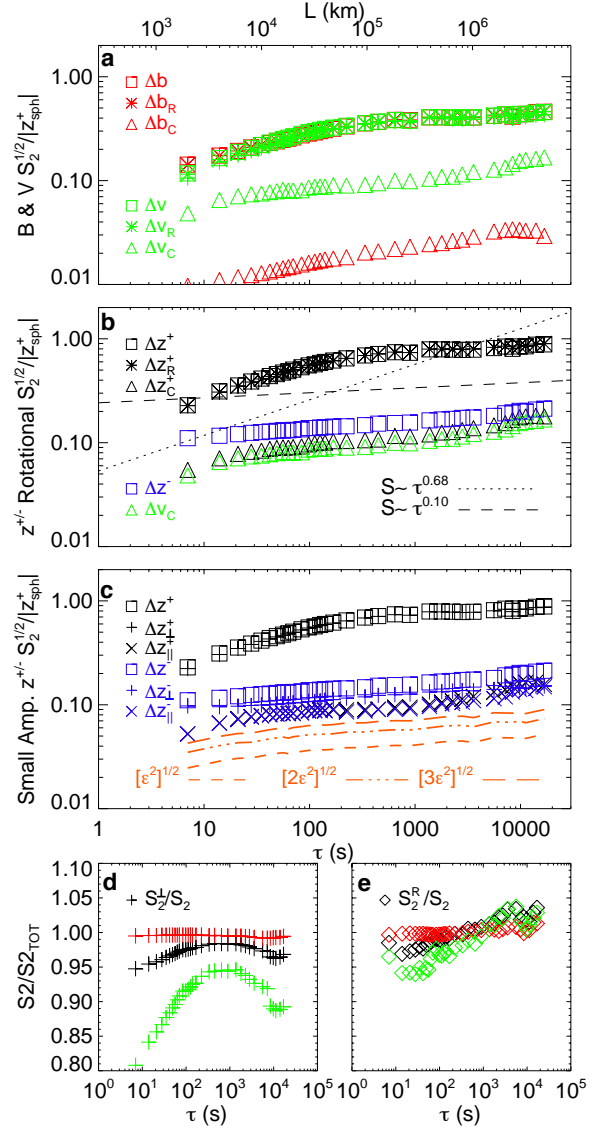 L (km)
10⁴ 10⁵ 10⁶
a
B & V S₂^{1/2}/|z⁺_{sph}|
1.00
0.10
0.01
Δb
Δb_R
Δb_C
Δv
Δv_R
Δv_C
b
z^{+/-} Rotational S₂^{1/2}/|z⁺_{sph}|
1.00
0.10
0.01
Δz⁺
Δz⁺_R
Δz⁺_C
Δz⁻
Δv_C
S~ τ^{0.68}
S~ τ^{0.10}
c
Small Amp. z^{+/-} S₂^{1/2}/|z⁺_{sph}|
1.00
0.10
0.01
Δz⁺
Δz⁺_⊥
Δz⁺_{||}
Δz⁻
Δz⁻_⊥
Δz⁻_{||}
[ε²]^{1/2} [2ε²]^{1/2} [3ε²]^{1/2}
1 10 100 1000 10000
τ (s)
d
S₂^⊥/S₂
S2/S2_{TOT}
1.10
1.05
1.00
0.95
0.90
0.85
0.80
10⁰ 10¹ 10² 10³ 10⁴ 10⁵
τ (s)
e
S₂^R/S₂
10⁰ 10¹ 10² 10³ 10⁴ 10⁵
τ (s)